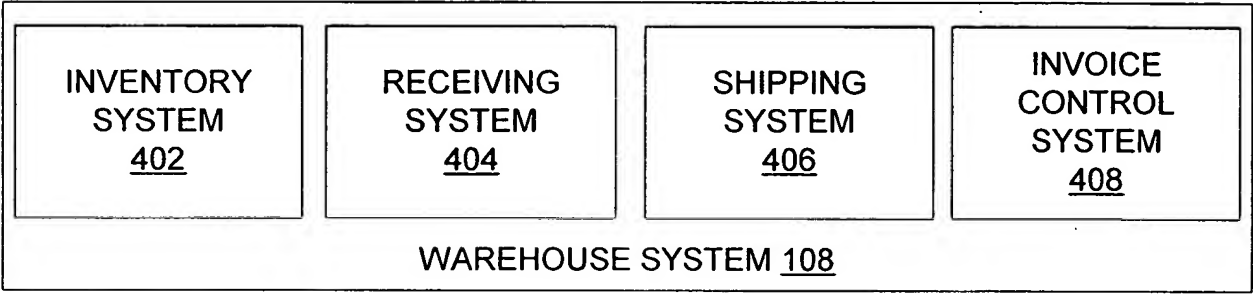 INVENTORY
SYSTEM
402
RECEIVING
SYSTEM
404
SHIPPING
SYSTEM
406
INVOICE
CONTROL
SYSTEM
408
WAREHOUSE SYSTEM 108